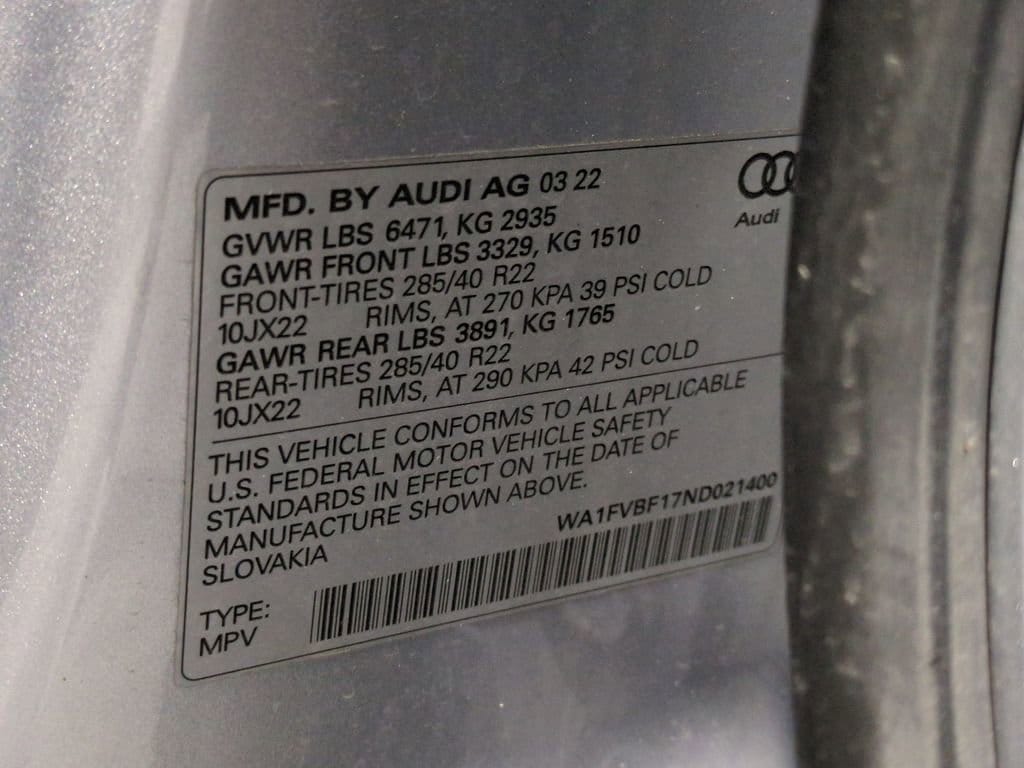 MFD. BY AUDI AG 03 22
GVWR LBS 6471, KG 2935
GAWR FRONT LBS 3329, KG 1510
FRONT-TIRES 285/40 R22
10JX22 RIMS, AT 270 KPA 39 PSI COLD
GAWR REAR LBS 3891, KG 1765
REAR-TIRES 285/40 R22
10JX22 RIMS, AT 290 KPA 42 PSI COLD
Audi
THIS VEHICLE CONFORMS TO ALL APPLICABLE
U.S. FEDERAL MOTOR VEHICLE SAFETY
STANDARDS IN EFFECT ON THE DATE OF
MANUFACTURE SHOWN ABOVE.
SLOVAKIA
WA1FVBF17ND021400
TYPE:
MPV